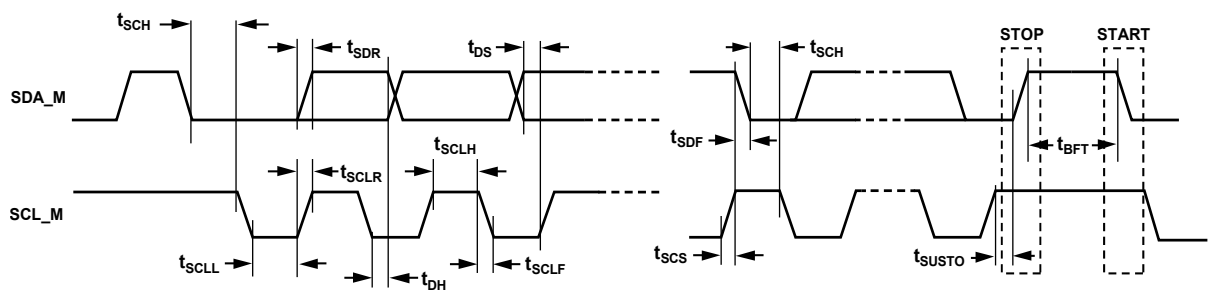 tSCH
tSDR
tDS
tSCH
STOP
START
SDA_M
tSDF
tBFT
tSCLH
tSCLR
SCL_M
tSCLL
tDH
tSCLF
tSCS
tSUSTO